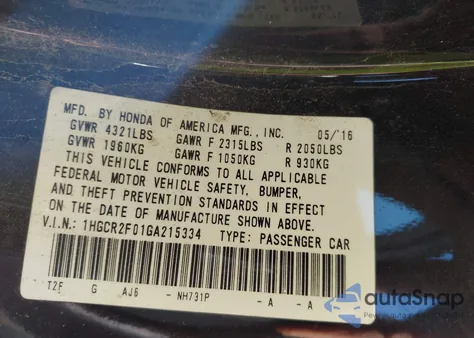 MFD. BY HONDA OF AMERICA MFG., INC. 05/'16
GVWR 4321LBS GAWR F 2315LBS R 2050LBS
GVWR 1960KG GAWR F 1050KG R 930KG
THIS VEHICLE CONFORMS TO ALL APPLICABLE
FEDERAL MOTOR VEHICLE SAFETY, BUMPER,
AND THEFT PREVENTION STANDARDS IN EFFECT
ON THE DATE OF MANUFACTURE SHOWN ABOVE.
V.I.N.: 1HGCR2F01GA215334 TYPE: PASSENGER CAR
T2F G AJ6 - NH731P - A - A
autoSnap